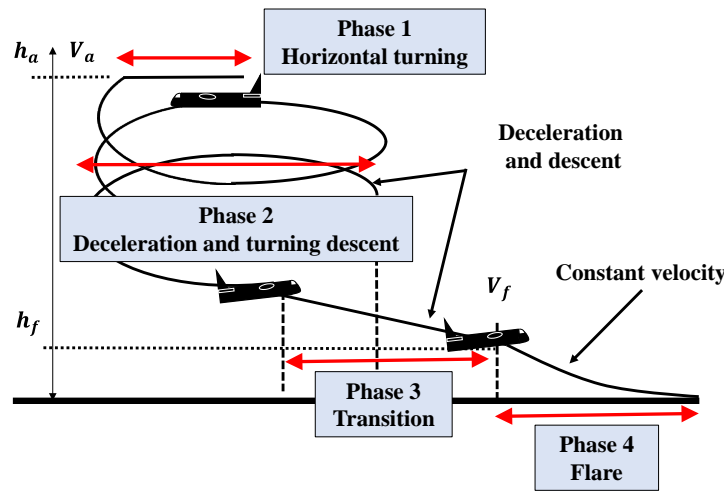 h_a V_a
Phase 1
Horizontal turning
Deceleration
and descent
Phase 2
Deceleration and turning descent
Constant velocity
V_f
h_f
Phase 3
Transition
Phase 4
Flare